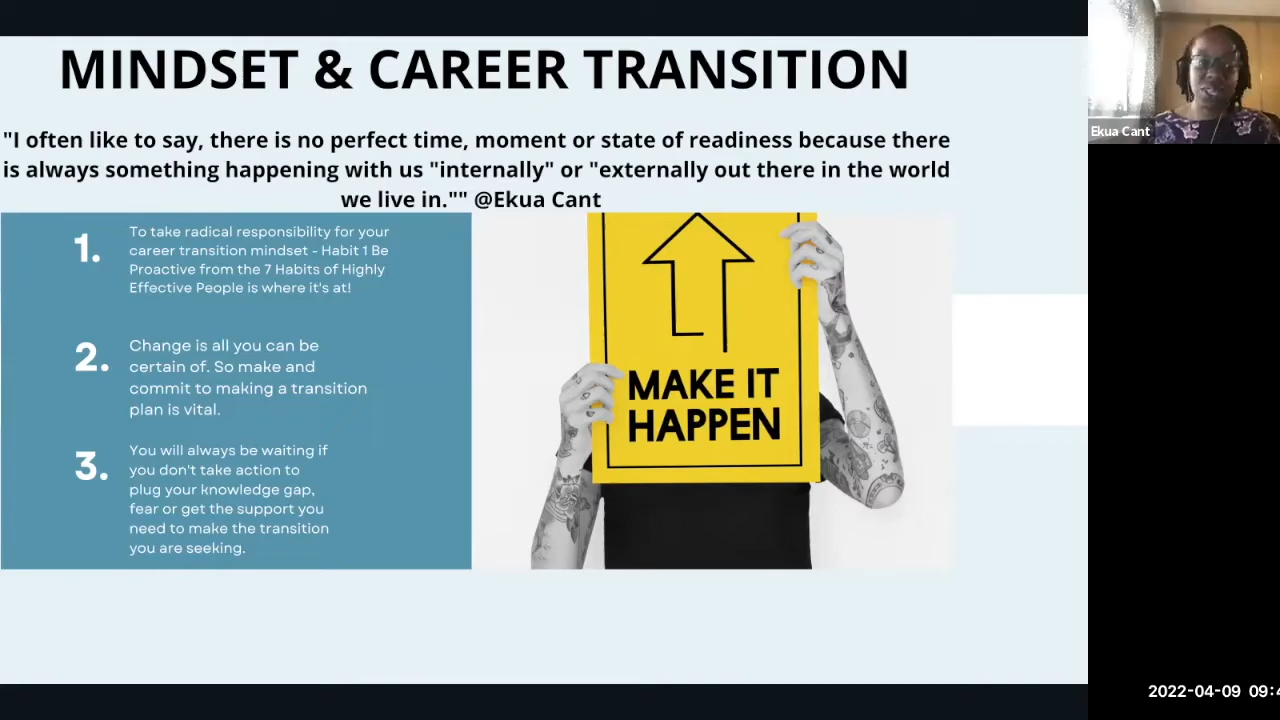 MINDSET & CAREER TRANSITION
"I often like to say, there is no perfect time, moment or state of readiness because there
is always something happening with us "internally" or "externally out there in the world
we live in."" @Ekua Cant
1.
To take radical responsibility for your
career transition mindset - Habit 1 Be
Proactive from the 7 Habits of Highly
Effective People is where it's at!
2.
Change is all you can be
certain of. So make and
commit to making a transition
plan is vital.
3.
You will always be waiting if
you don't take action to
plug your knowledge gap,
fear or get the support you
need to make the transition
you are seeking.
MAKE IT
HAPPEN
Ekua Cant
2022-04-09 09:4